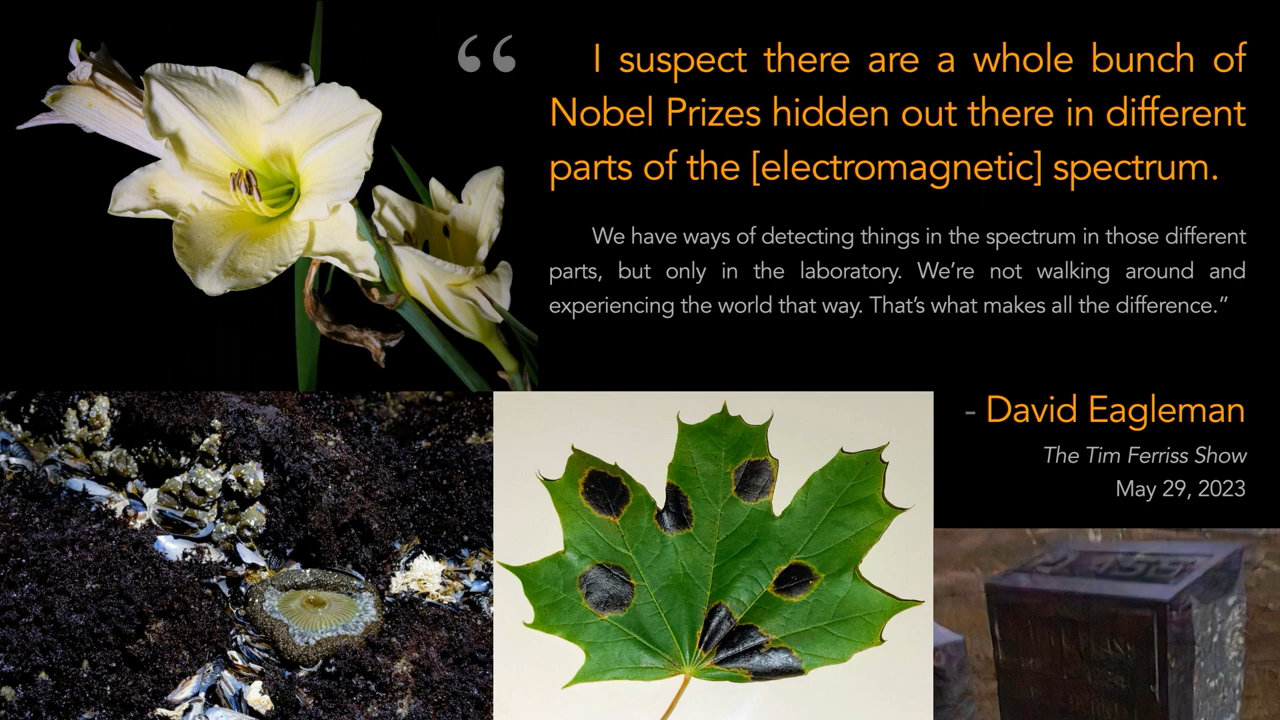 “ I suspect there are a whole bunch of
Nobel Prizes hidden out there in different
parts of the [electromagnetic] spectrum.
We have ways of detecting things in the spectrum in those different
parts, but only in the laboratory. We’re not walking around and
experiencing the world that way. That’s what makes all the difference.”
- David Eagleman
The Tim Ferriss Show
May 29, 2023